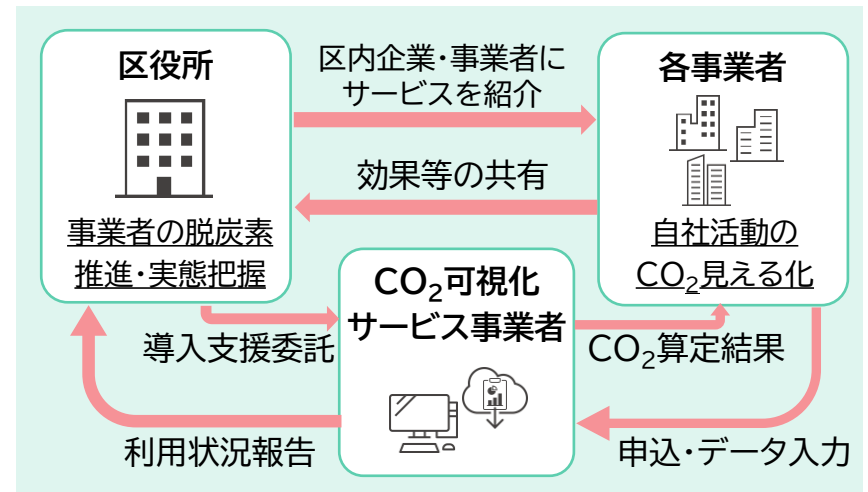 区役所
事業者の脱炭素
推進・実態把握
区内企業・事業者に
サービスを紹介
効果等の共有
各事業者
自社活動の
CO₂見える化
CO₂可視化
サービス事業者
導入支援委託
CO₂算定結果
利用状況報告
申込・データ入力